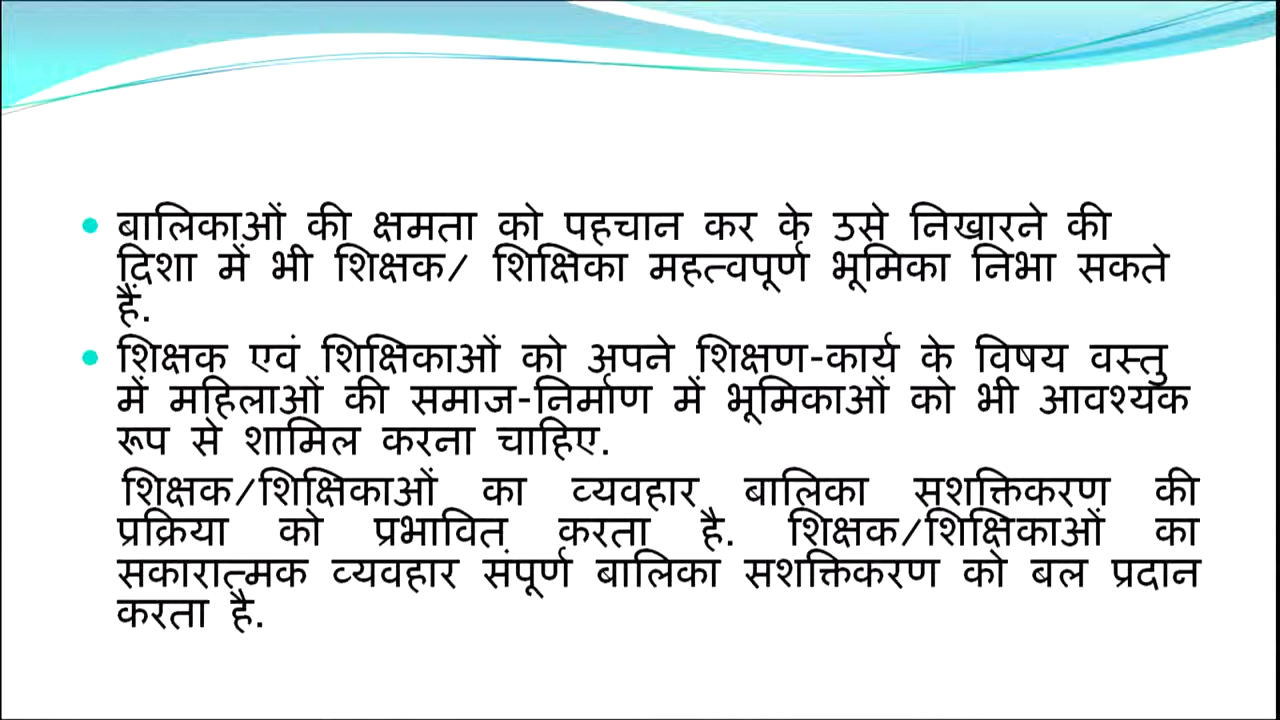 बालिकाओं की क्षमता को पहचान कर के उसे निखारने की
दिशा में भी शिक्षक/ शिक्षिका महत्वपूर्ण भूमिका निभा सकते
हैं.
शिक्षक एवं शिक्षिकाओं को अपने शिक्षण-कार्य के विषय वस्तु
में महिलाओं की समाज-निर्माण में भूमिकाओं को भी आवश्यक
रूप से शामिल करना चाहिए.
शिक्षक/शिक्षिकाओं का व्यवहार बालिका सशक्तिकरण की
प्रक्रिया को प्रभावित करता है. शिक्षक/शिक्षिकाओं का
सकारात्मक व्यवहार संपूर्ण बालिका सशक्तिकरण को बल प्रदान
करता है.